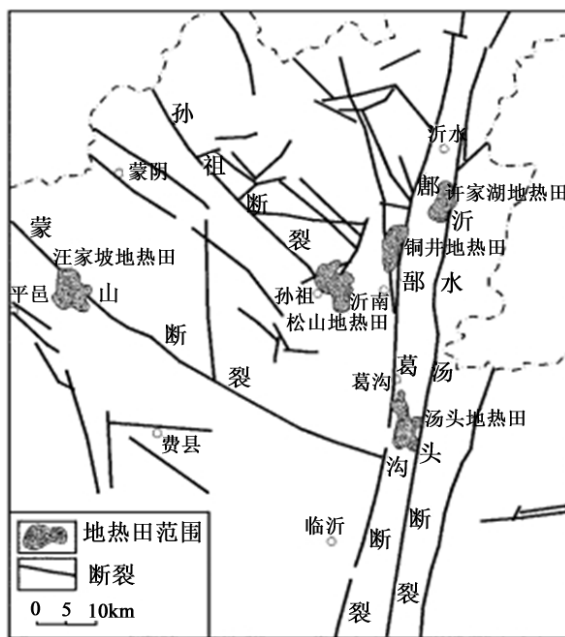 孙祖断裂
沂水
蒙阴
鄌郚葛沟断裂
许家湖地热田
沂水汤头断裂
蒙山断裂
汪家坡地热田
铜井地热田
平邑
孙祖
沂南
松山地热田
葛沟
汤头地热田
费县
临沂
地热田范围
断裂
0 5 10km